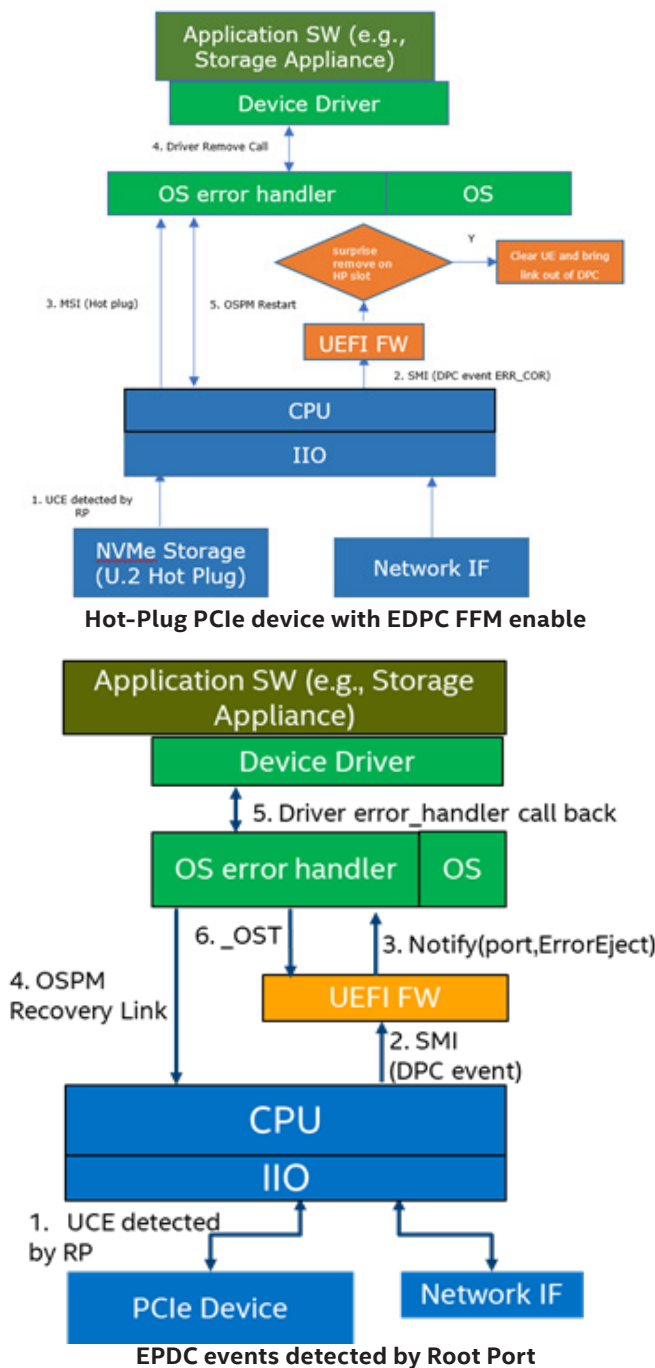 Application SW (e.g.,
Storage Appliance)
Device Driver
4. Driver Remove Call
OS error handler
OS
surprise
remove on
HP slot
Y
Clear UE and bring
link out of DPC
3. MSI (Hot plug)
5. OSPM Restart
UEFI FW
2. SMI (DPC event ERR_COR)
CPU
IIO
1. UCE detected by
RP
NVMe Storage
(U.2 Hot Plug)
Network IF
Hot-Plug PCIe device with EDPC FFM enable
Application SW (e.g., Storage
Appliance)
Device Driver
5. Driver error_handler call back
OS error handler
OS
6. _OST
3. Notify(port,ErrorEject)
4. OSPM
Recovery Link
UEFI FW
2. SMI
(DPC event)
CPU
IIO
1. UCE detected
by RP
PCIe Device
Network IF
EPDC events detected by Root Port